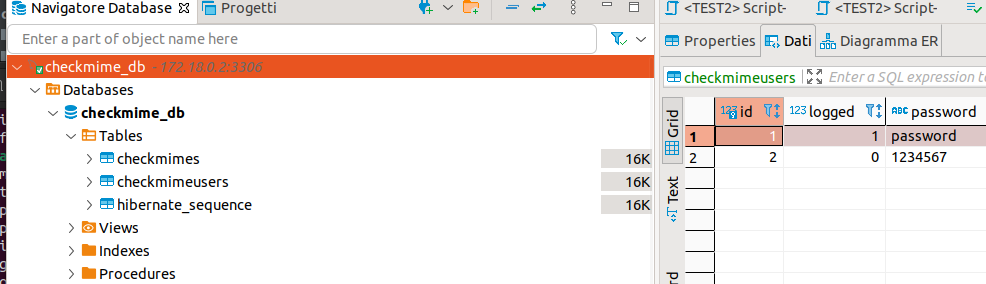 Navigatore Database
Progetti
Enter a part of object name here
checkmime_db - 172.18.0.2:3306
Databases
checkmime_db
Tables
checkmimes 16K
checkmimeusers 16K
hibernate_sequence 16K
Views
Indexes
Procedures
<TEST2> Script-
<TEST2> Script-
Properties
Dati
Diagramma ER
checkmimeusers
Enter a SQL expression to
Grid
Text
123 id
123 logged
ABC password
1 1 1 password
2 2 0 1234567